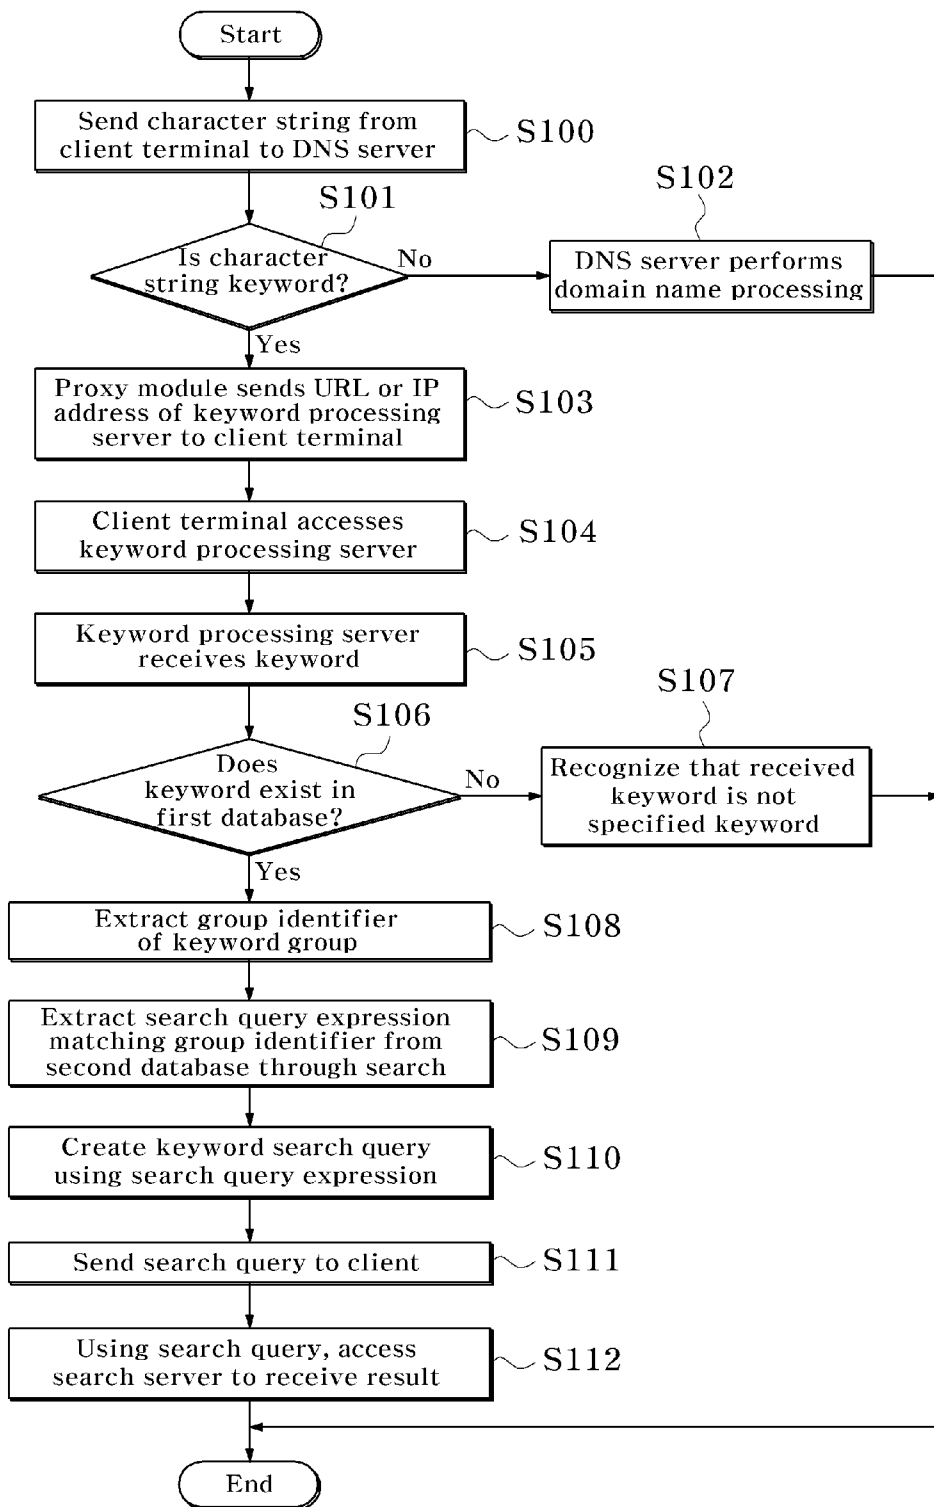 Start
Send character string from
client terminal to DNS server
S100
S101
Is character
string keyword?
No
S102
DNS server performs
domain name processing
Yes
Proxy module sends URL or IP
address of keyword processing
server to client terminal
S103
Client terminal accesses
keyword processing server
S104
Keyword processing server
receives keyword
S105
S106
Does
keyword exist in
first database?
No
S107
Recognize that received
keyword is not
specified keyword
Yes
Extract group identifier
of keyword group
S108
Extract search query expression
matching group identifier from
second database through search
S109
Create keyword search query
using search query expression
S110
Send search query to client
S111
Using search query, access
search server to receive result
S112
End